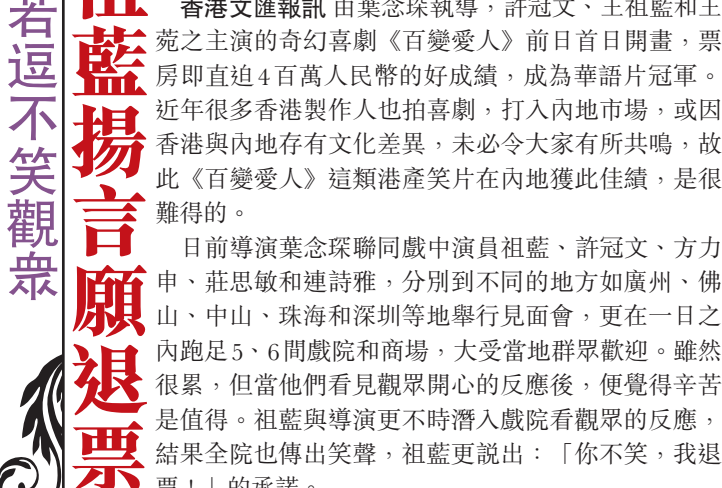 若逗不笑觀衆
祖藍揚言願退票
香港文匯報訊 由葉念琛執導，許冠文、王祖藍和王
菀之主演的奇幻喜劇《百變愛人》前日首日開畫，票
房即直迫4百萬人民幣的好成績，成為華語片冠軍。
近年很多香港製作人也拍喜劇，打入內地市場，或因
香港與內地存有文化差異，未必令大家有所共鳴，故
此《百變愛人》這類港產笑片在內地獲此佳績，是很
難得的。
日前導演葉念琛聯同戲中演員祖藍、許冠文、方力
申、莊思敏和連詩雅，分別到不同的地方如廣州、佛
山、中山、珠海和深圳等地舉行見面會，更在一日之
內跑足5、6間戲院和商場，大受當地群眾歡迎。雖然
很累，但當他們看見觀眾開心的反應後，便覺得辛苦
是值得。祖藍與導演更不時潛入戲院看觀眾的反應，
結果全院也傳出笑聲，祖藍更説出：「你不笑，我退
票！」的承諾。